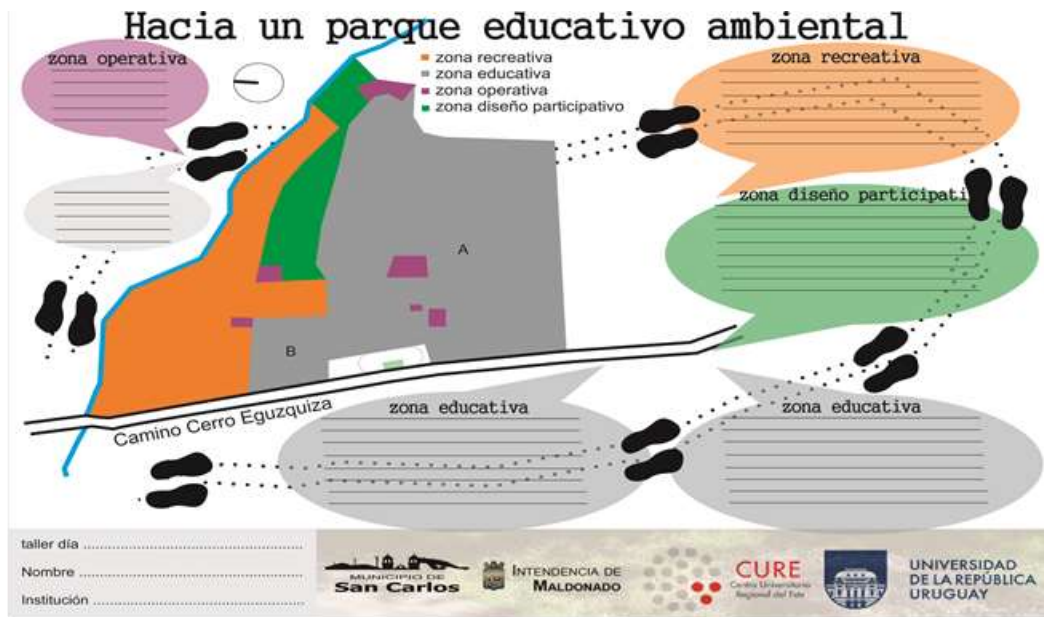 Hacia un parque educativo ambiental
zona operativa
zona recreativa
zona educativa
zona operativa
zona diseño participativo
zona recreativa
zona diseño participati
A
B
Camino Cerro Eguzquiza
zona educativa
zona educativa
taller día
Nombre
Institución
MUNICIPIO DE
San Carlos
INTENDENCIA DE
MALDONADO
CURE
Centro Universitario
Regional del Este
UNIVERSIDAD
DE LA REPÚBLICA
URUGUAY